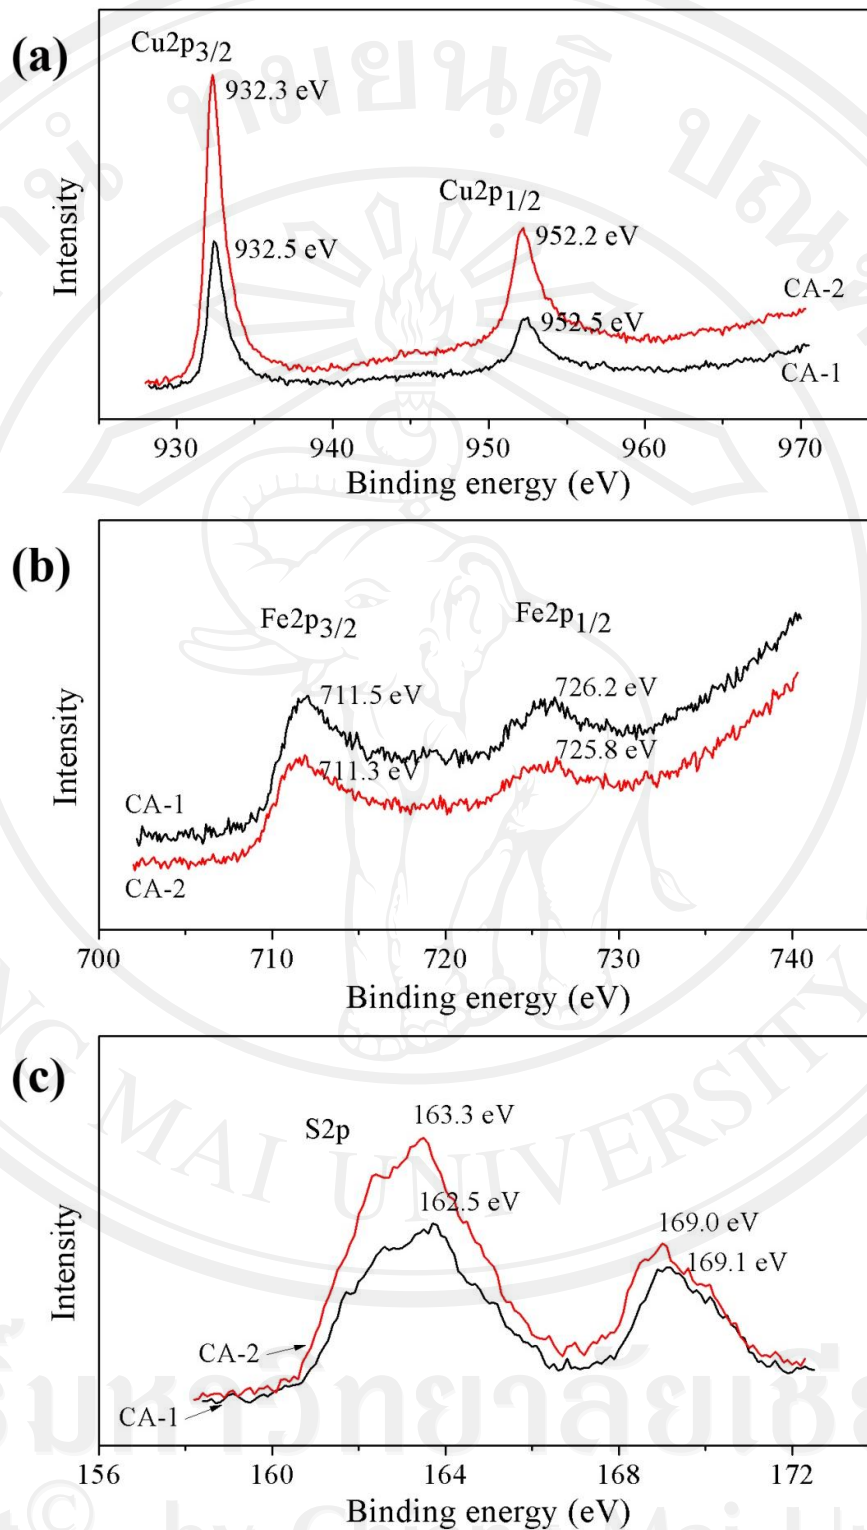 (a)
Cu2p3/2
932.3 eV
932.5 eV
Cu2p1/2
952.2 eV
952.5 eV
CA-2
CA-1
Intensity
930 940 950 960 970
Binding energy (eV)
(b)
Fe2p3/2
Fe2p1/2
711.5 eV
726.2 eV
711.3 eV
725.8 eV
CA-1
CA-2
Intensity
700 710 720 730 740
Binding energy (eV)
(c)
S2p
163.3 eV
162.5 eV
169.0 eV
169.1 eV
CA-2
CA-1
Intensity
156 160 164 168 172
Binding energy (eV)
MAI UNIVERSITY